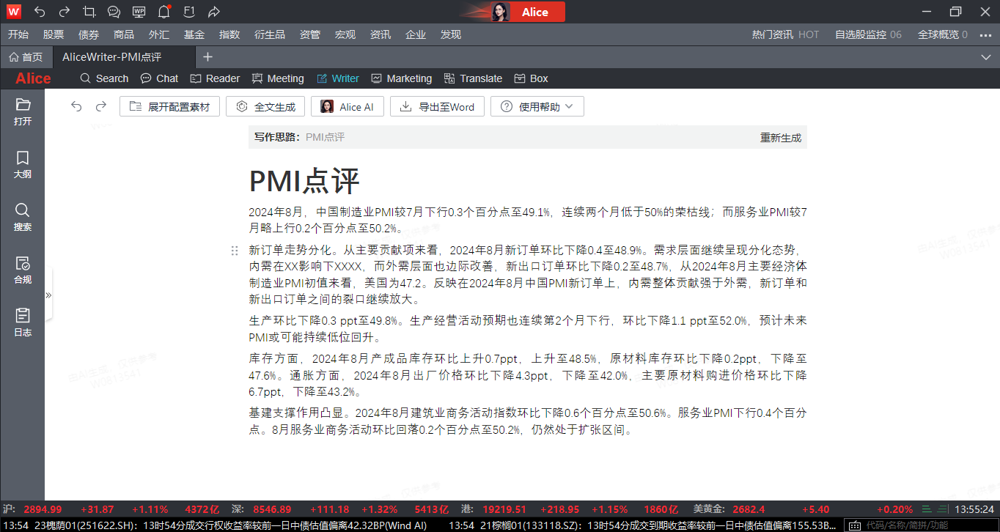 W WP F1 Alice
开始 股票 债券 商品 外汇 基金 指数 衍生品 资管 宏观 资讯 企业 发现 热门资讯 HOT 自选股监控 06 全球概览 0
首页 AliceWriter-PMI点评
Alice Search Chat Reader Meeting Writer Marketing Translate Box
打开
大纲
搜索
合规
日志
展开配置素材 全文生成 Alice AI 导出至Word 使用帮助
写作思路: PMI点评 重新生成
PMI点评
2024年8月，中国制造业PMI较7月下行0.3个百分点至49.1%，连续两个月低于50%的荣枯线；而服务业PMI较7
月略上行0.2个百分点至50.2%。
新订单走势分化。从主要贡献项来看，2024年8月新订单环比下降0.4至48.9%。需求层面继续呈现分化态势，
内需在XX影响下XXXX，而外需层面也边际改善，新出口订单环比下降0.2至48.7%，从2024年8月主要经济体
制造业PMI初值来看，美国为47.2。反映在2024年8月中国PMI新订单上，内需整体贡献强于外需，新订单和
新出口订单之间的裂口继续放大。
生产环比下降0.3 ppt至49.8%。生产经营活动预期也连续第2个月下行，环比下降1.1 ppt至52.0%，预计未来
PMI或可能持续低位回升。
库存方面，2024年8月产成品库存环比上升0.7ppt，上升至48.5%，原材料库存环比下降0.2ppt，下降至
47.6%。通胀方面，2024年8月出厂价格环比下降4.3ppt，下降至42.0%，主要原材料购进价格环比下降
6.7ppt，下降至43.2%。
基建支撑作用凸显。2024年8月建筑业商务活动指数环比下降0.6个百分点至50.6%。服务业PMI下行0.4个百分
点。8月服务业商务活动环比回落0.2个百分点至50.2%，仍然处于扩张区间。
由AI生成，仅供参考
W0813541
由AI生成，仅供参考
W0813541
沪: 2894.99 +31.87 +1.11% 4372亿 深: 8546.89 +111.18 +1.32% 5413亿 港: 19219.51 +218.95 +1.15% 1860亿 美黄金: 2682.4 +5.40 +0.20% 13:55:24
13:54 23槐荫01(251622.SH)：13时54分成交行权收益率较前一日中债估值偏离42.32BP(Wind AI) 13:54 21棕榈01(133118.SZ)：13时54分成交到期收益率较前一日中债估值偏离155.53B... 代码/名称/简拼/功能